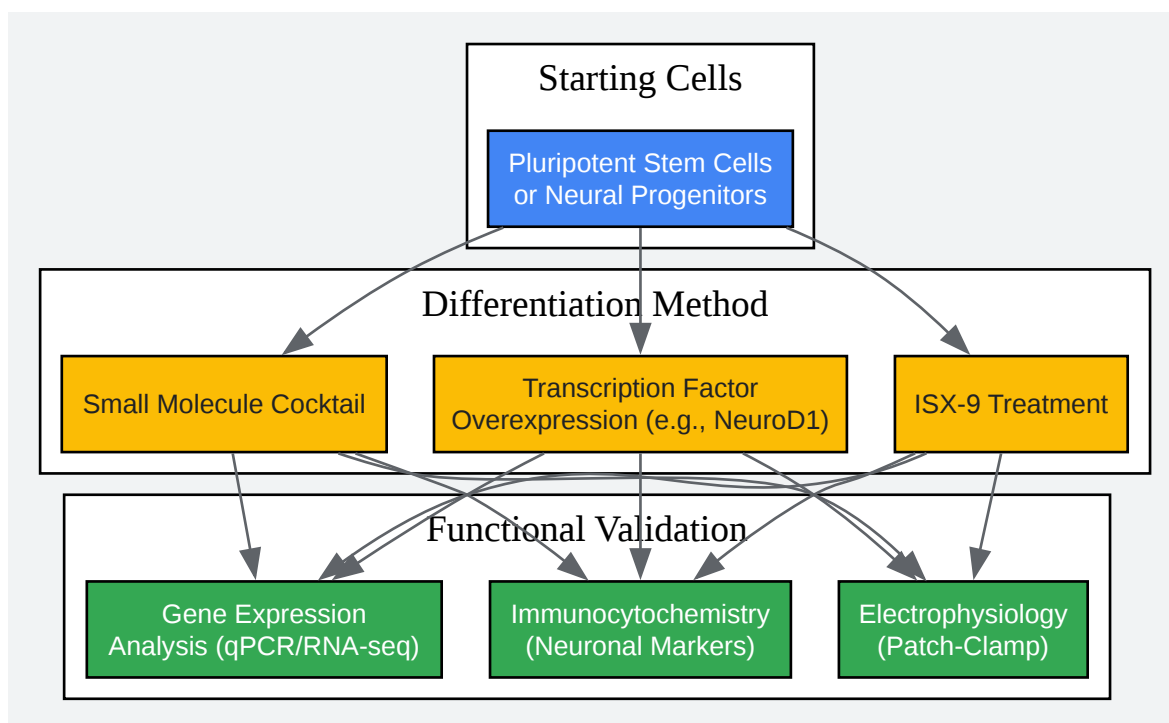 Starting Cells
Pluripotent Stem Cells
or Neural Progenitors
Differentiation Method
Small Molecule Cocktail
Transcription Factor
Overexpression (e.g., NeuroD1)
ISX-9 Treatment
Functional Validation
Gene Expression
Analysis (qPCR/RNA-seq)
Immunocytochemistry
(Neuronal Markers)
Electrophysiology
(Patch-Clamp)